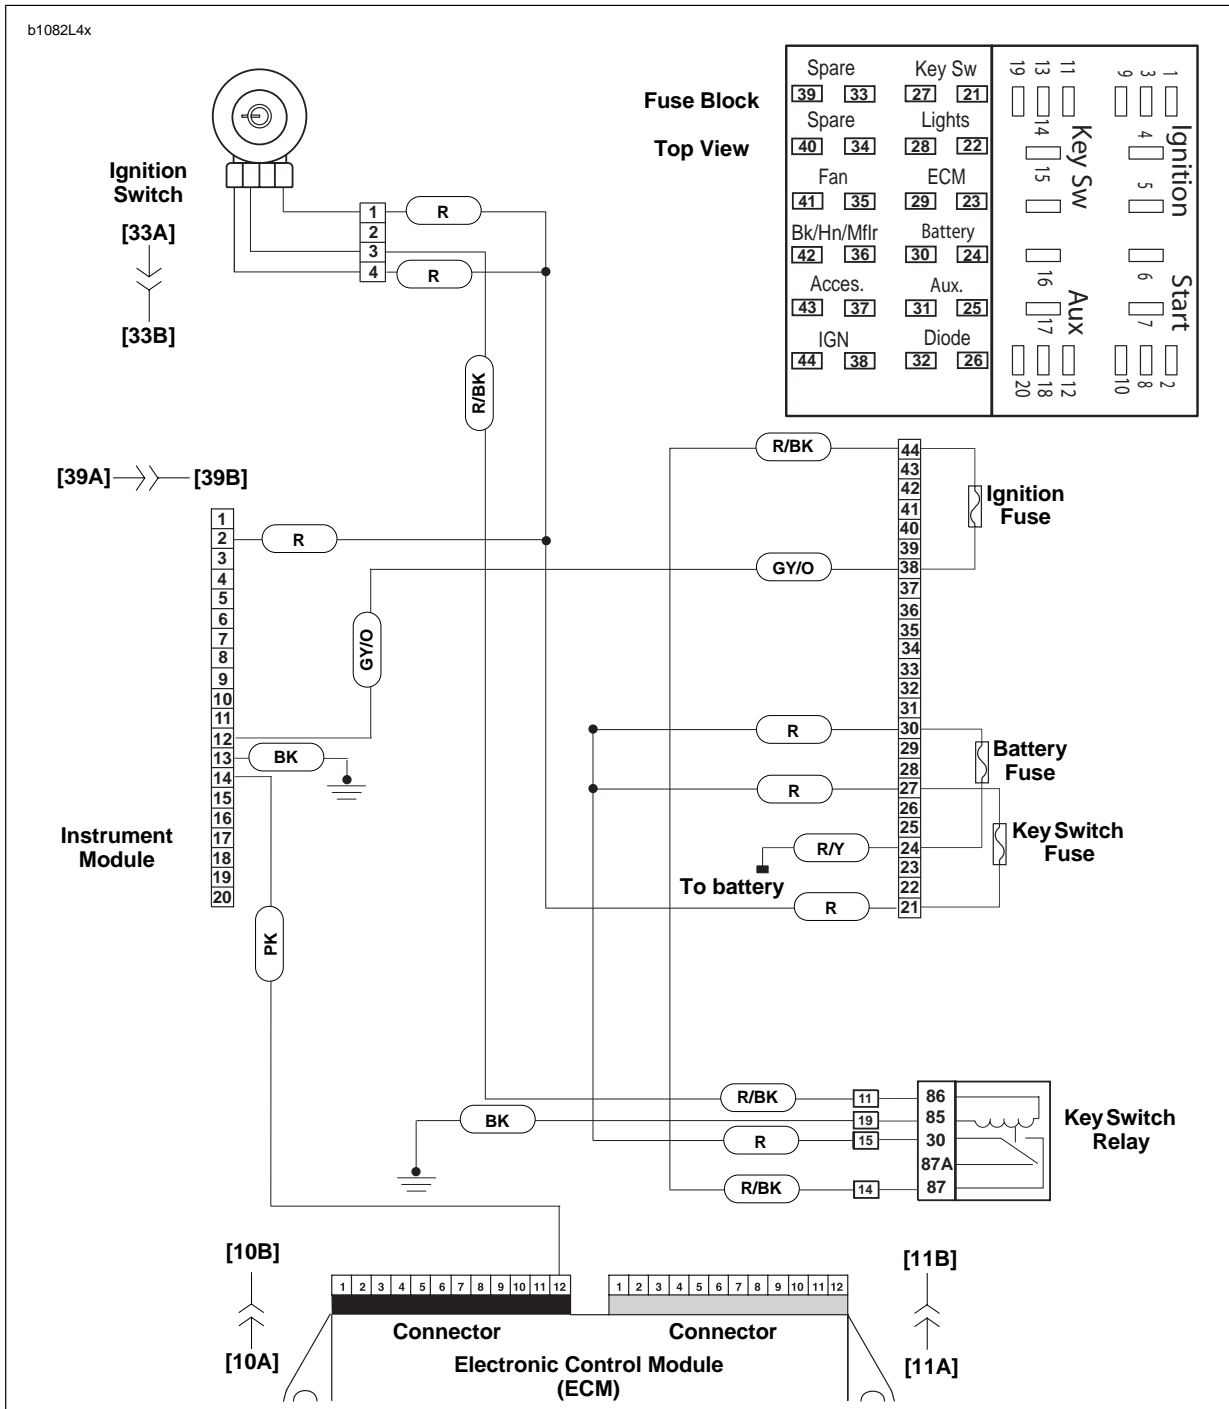 b1082L4x
Fuse Block
Top View
Spare Key Sw
39 33 27 21
Spare Lights
40 34 28 22
Fan ECM
41 35 29 23
Bk/Hn/Mflr Battery
42 36 30 24
Acces. Aux.
43 37 31 25
IGN Diode
44 38 32 26
19 13 11 9 3 1
14 Key Sw 4 Ignition
15 5
16 Aux 6 Start
17 7
20 18 12 10 8 2
Ignition
Switch
[33A]
[33B]
1 R
2
3
4 R
R/BK
[39A] [39B]
1
2 R
3
4
5
6
7
8
9
10
11
12
13 BK
14
15
16
17
18
19
20
GY/O
Instrument
Module
PK
R/BK 44
43
42
41
40
39
GY/O 38
37
36
35
34
33
32
31
R 30
29
28
R 27
26
25
R/Y 24
23
22
R 21
To battery
Ignition
Fuse
Battery
Fuse
Key Switch
Fuse
R/BK 11 86
BK 19 85
R 15 30
87A
R/BK 14 87
Key Switch
Relay
[10B]
[10A]
[11B]
[11A]
1 2 3 4 5 6 7 8 9 10 11 12
1 2 3 4 5 6 7 8 9 10 11 12
Connector Connector
Electronic Control Module
(ECM)